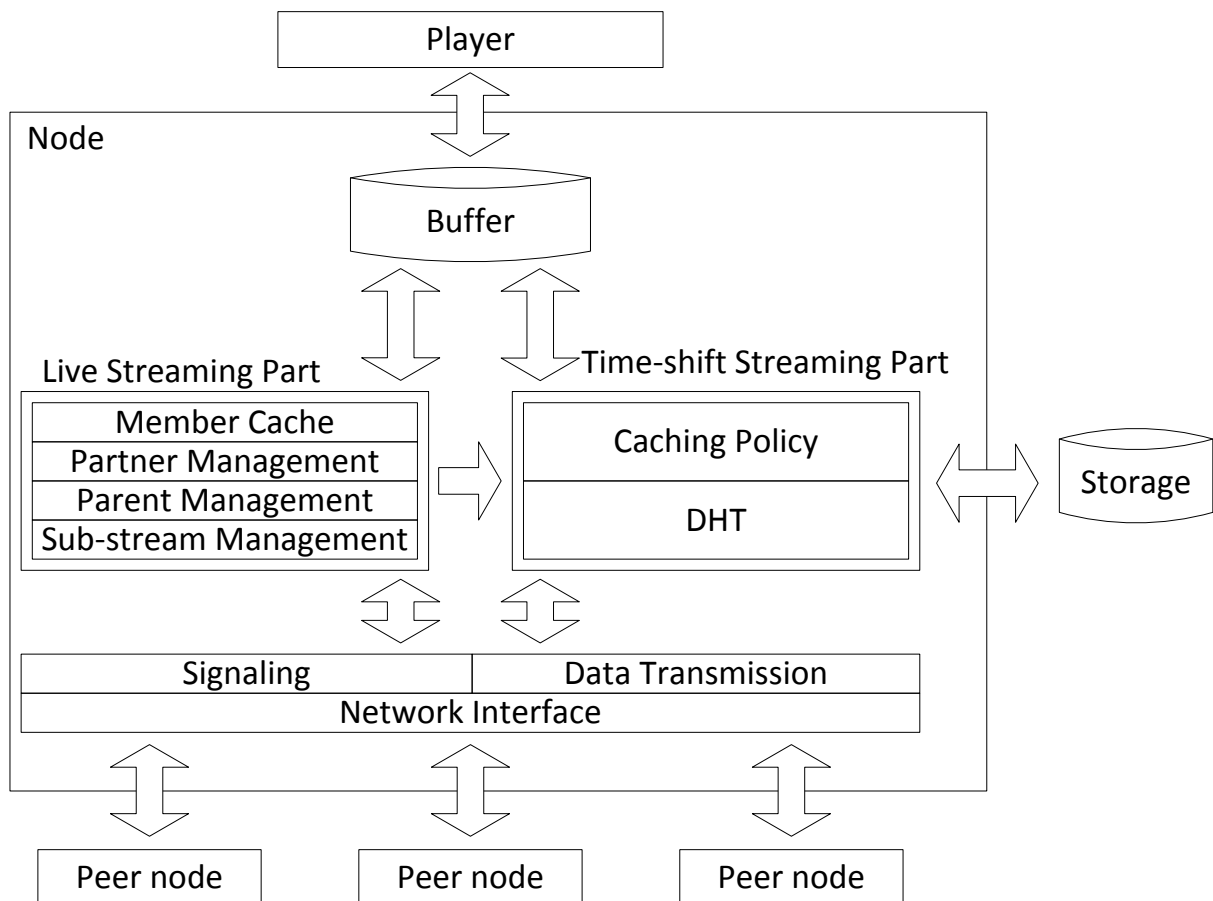 Player
Node
Buffer
Live Streaming Part
Time-shift Streaming Part
Member Cache
Partner Management
Parent Management
Sub-stream Management
Caching Policy
DHT
Storage
Signaling
Data Transmission
Network Interface
Peer node
Peer node
Peer node